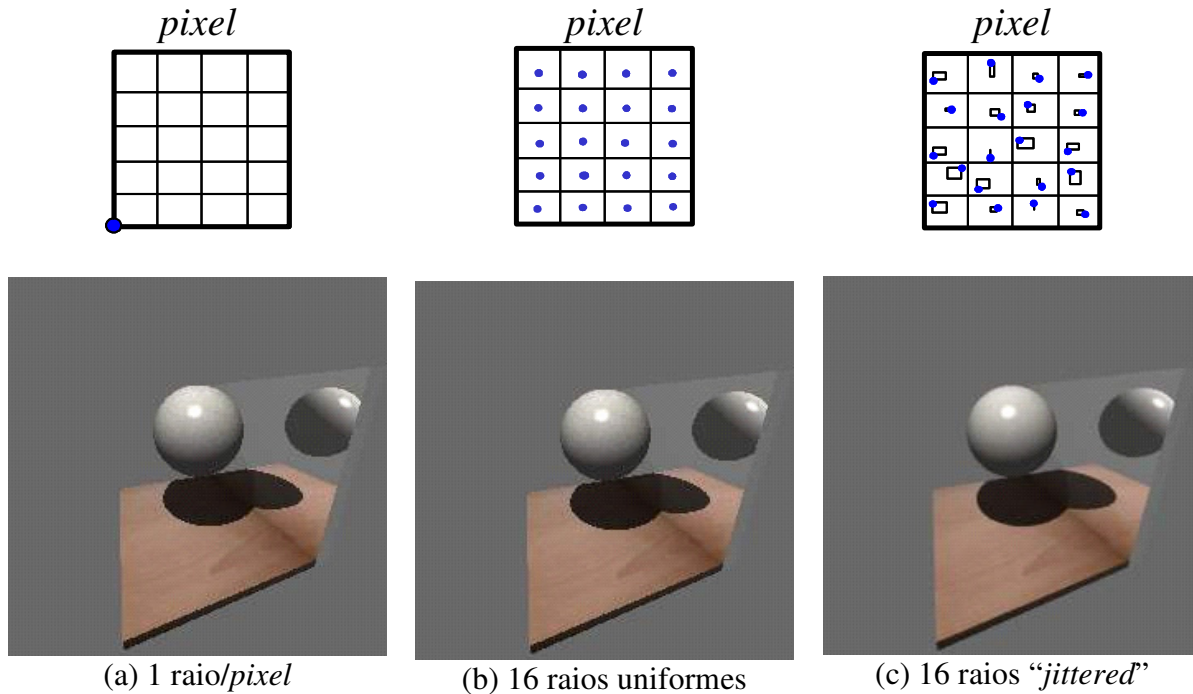 pixel
pixel
pixel
(a) 1 raio/pixel
(b) 16 raios uniformes
(c) 16 raios “jittered”